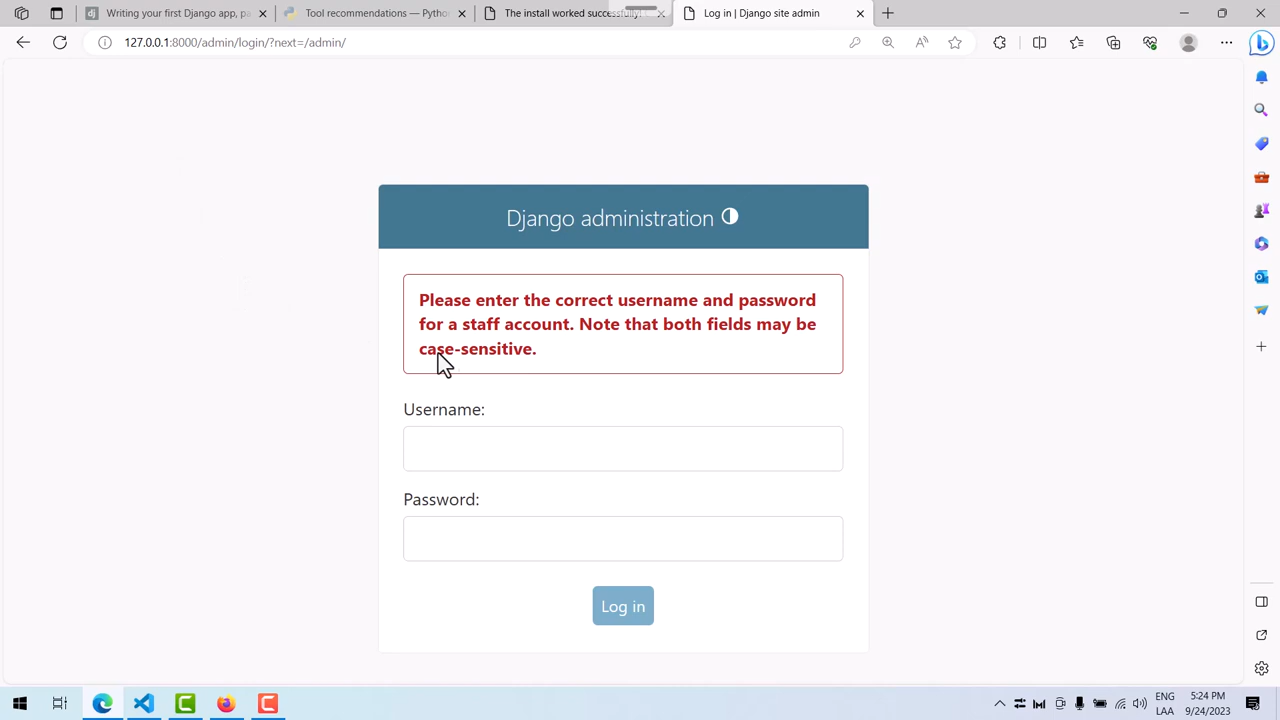 Writing your first Django app, pa
Tool recommendations — Python
The install worked successfully!
Log in | Django site admin
127.0.0.1:8000/admin/login/?next=/admin/
Django administration
Please enter the correct username and password
for a staff account. Note that both fields may be
case-sensitive.
Username:
Password:
Log in
ENG
LAA
5:24 PM
9/24/2023